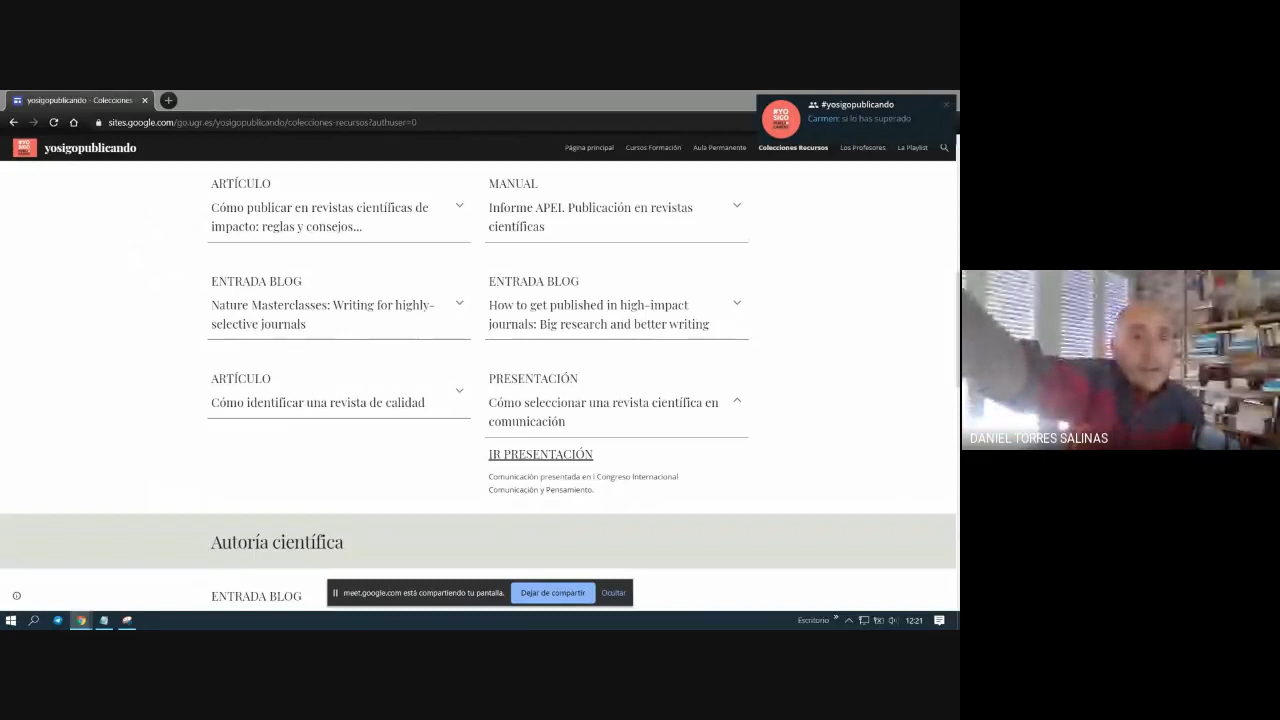 yosigopublicando - Colecciones
#yosigopublicando
Carmen: si lo has superado
sites.google.com/go.ugr.es/yosigopublicando/colecciones-recursos?authuser=0
yosigopublicando
Página principal
Cursos Formación
Aula Permanente
Colecciones Recursos
Los Profesores
La Playlist
ARTÍCULO
Cómo publicar en revistas científicas de
impacto: reglas y consejos...
MANUAL
Informe APEI. Publicación en revistas
científicas
ENTRADA BLOG
Nature Masterclasses: Writing for highly-
selective journals
ENTRADA BLOG
How to get published in high-impact
journals: Big research and better writing
ARTÍCULO
Cómo identificar una revista de calidad
PRESENTACIÓN
Cómo seleccionar una revista científica en
comunicación
IR PRESENTACIÓN
Comunicación presentada en I Congreso Internacional
Comunicación y Pensamiento.
Autoría científica
ENTRADA BLOG
meet.google.com está compartiendo tu pantalla.
Dejar de compartir
Ocultar
Escritorio
12:21
DANIEL TORRES SALINAS